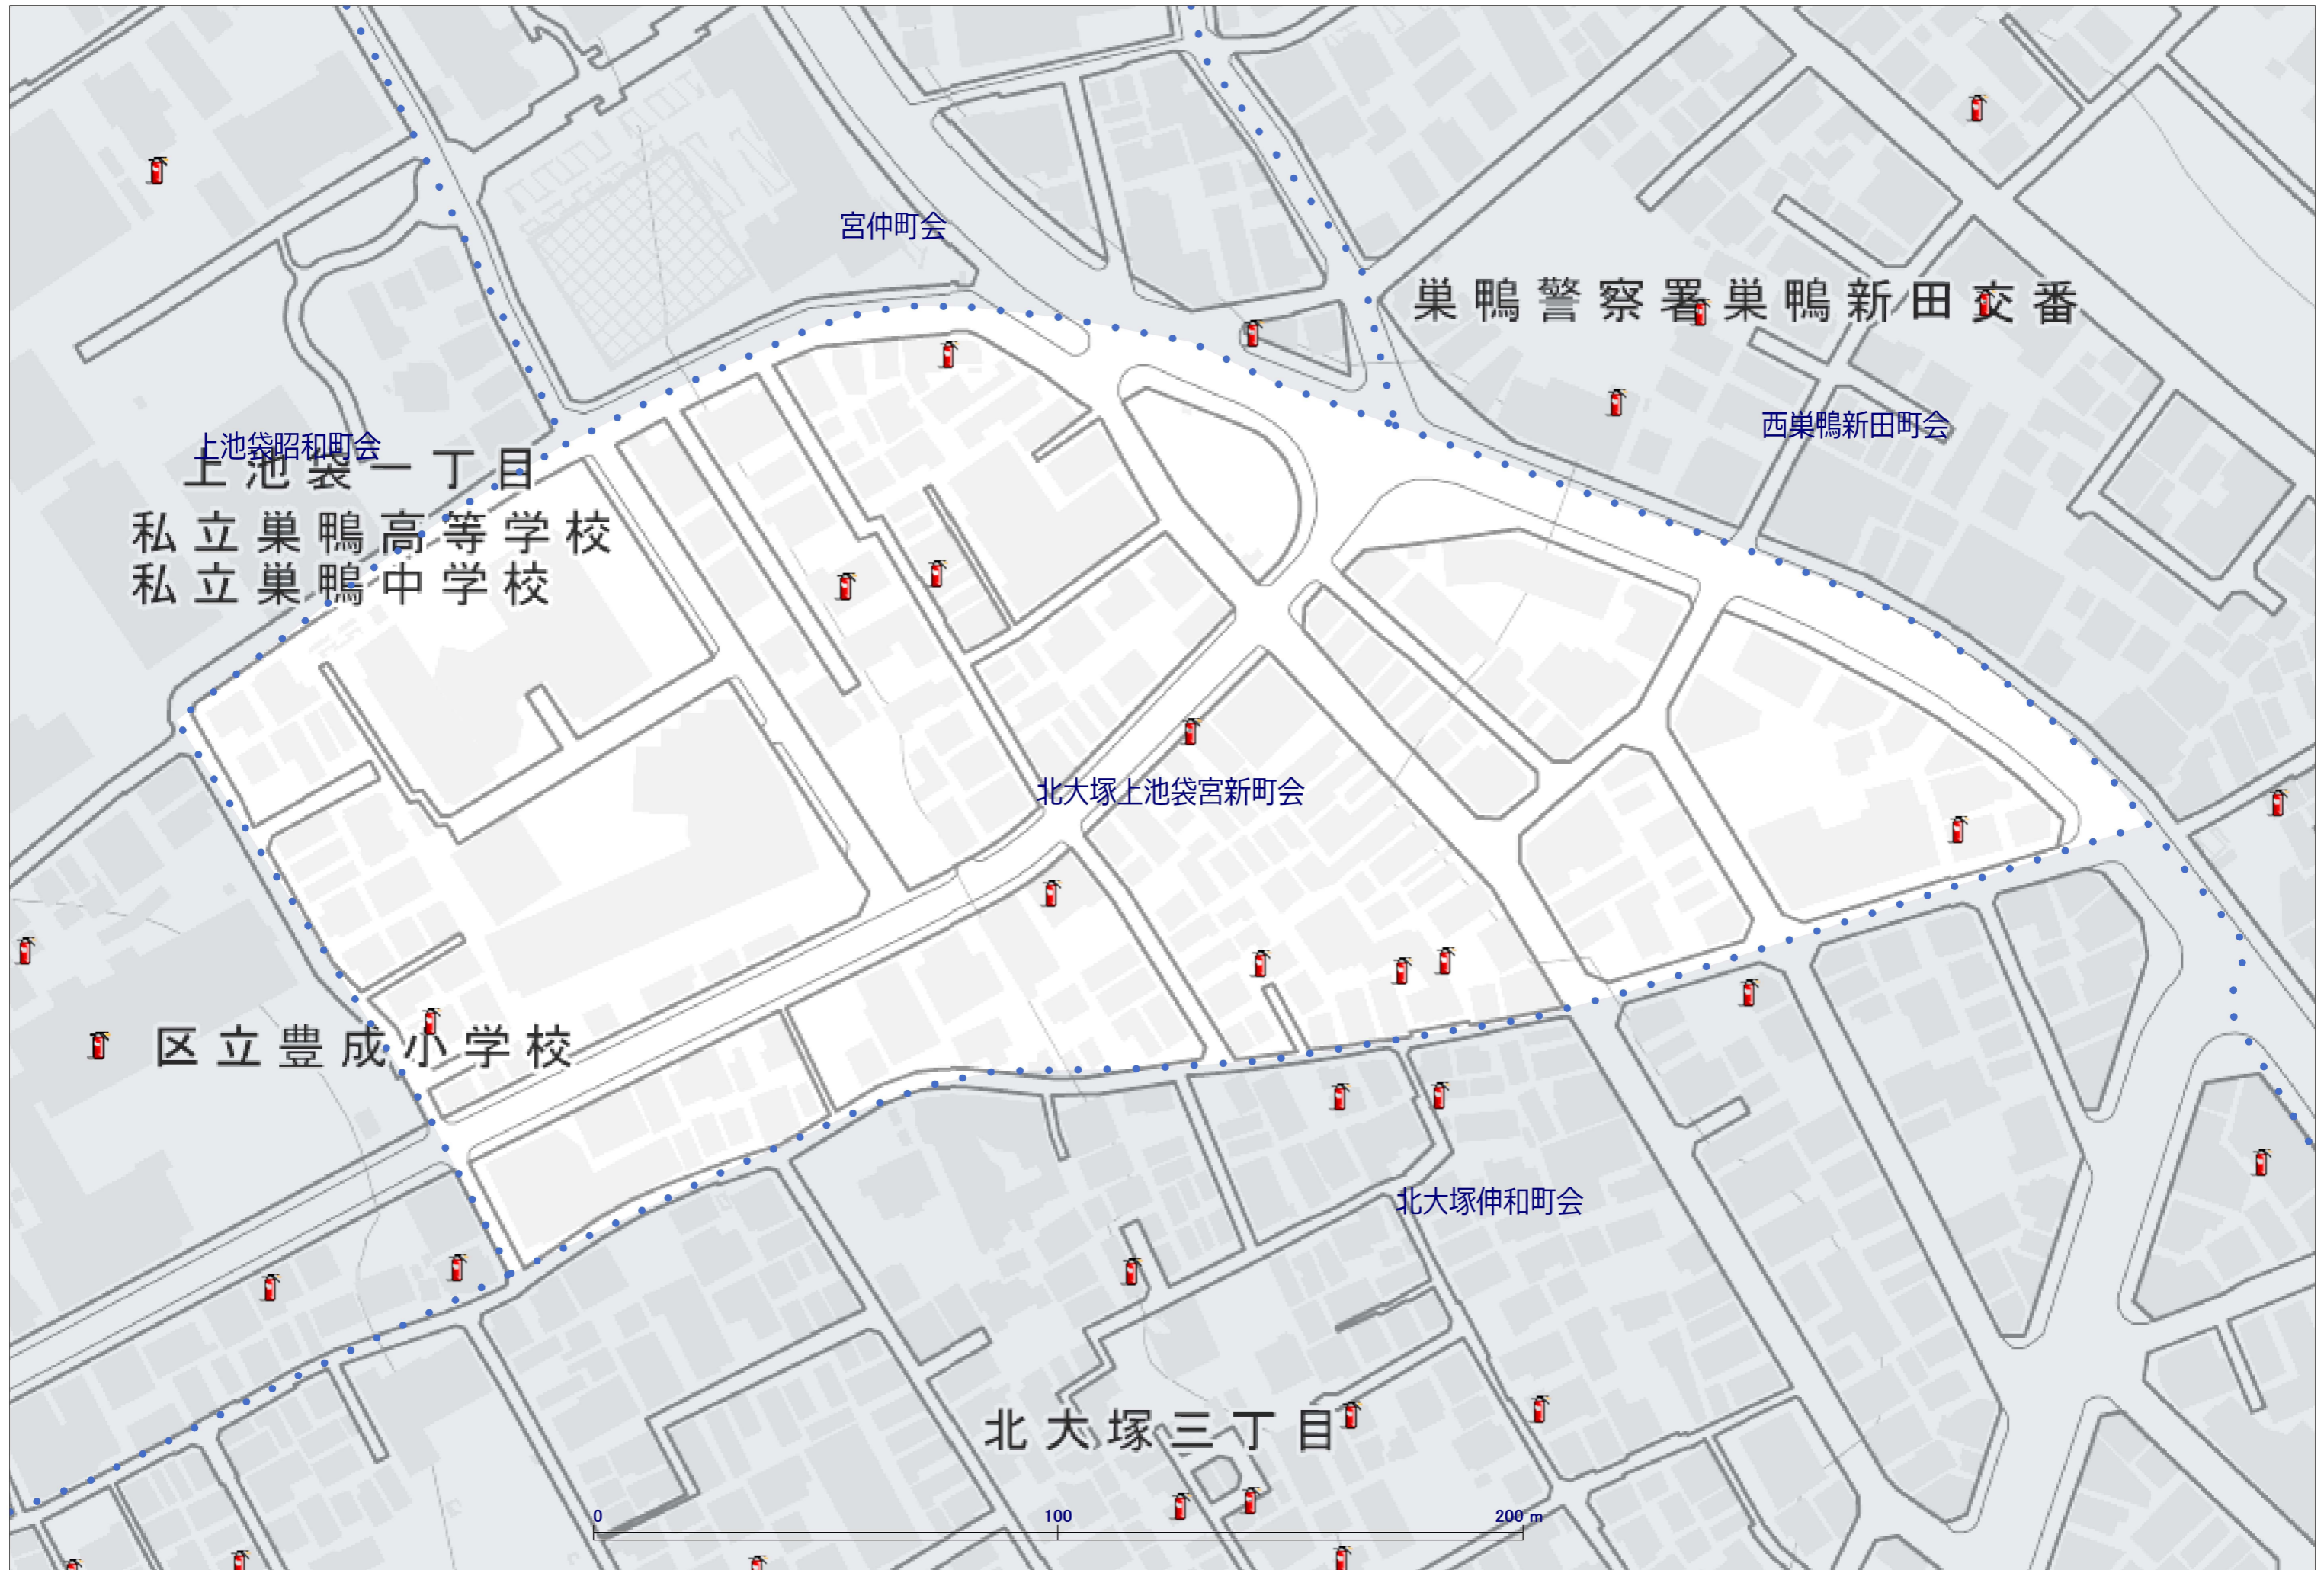 宮仲町会
巣鴨警察署巣鴨新田交番
西巣鴨新田町会
上池袋昭和町会
上池袋一丁目
私立巣鴨高等学校
私立巣鴨中学校
北大塚上池袋宮新町会
区立豊成小学校
北大塚伸和町会
北大塚三丁目
0 100 200 m